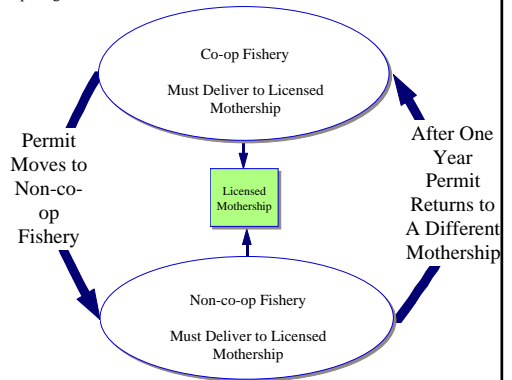 Co-op Fishery
Must Deliver to Licensed
Mothership
Permit
Moves to
Non-co-
op
Fishery
Licensed
Mothership
After One
Year
Permit
Returns to
A Different
Mothership
Non-co-op Fishery
Must Deliver to Licensed
Mothership